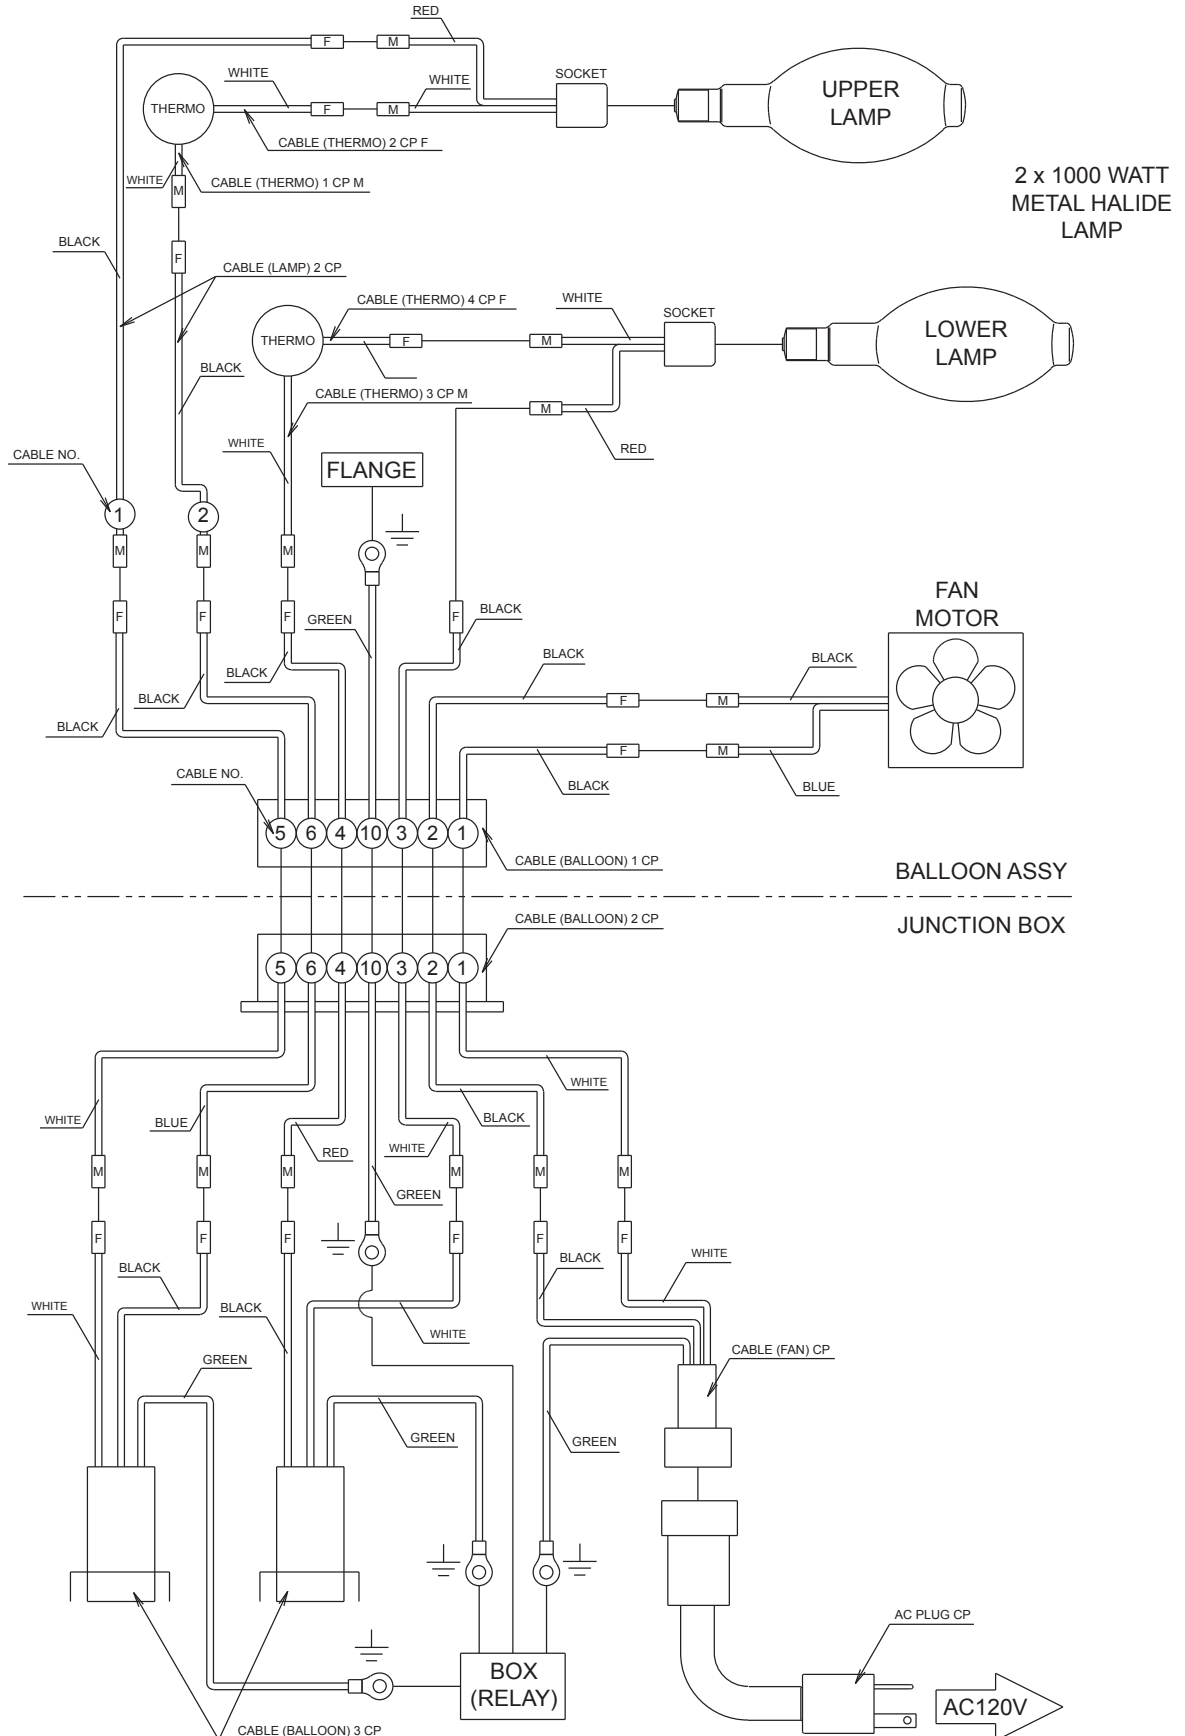 RED
F
M
WHITE
WHITE
SOCKET
THERMO
F
M
UPPER
LAMP
CABLE (THERMO) 2 CP F
WHITE
M
CABLE (THERMO) 1 CP M
2 x 1000 WATT
METAL HALIDE
LAMP
BLACK
F
CABLE (LAMP) 2 CP
CABLE (THERMO) 4 CP F
WHITE
SOCKET
THERMO
F
M
LOWER
LAMP
BLACK
CABLE (THERMO) 3 CP M
M
RED
WHITE
CABLE NO.
FLANGE
1
2
M
M
M
FAN
MOTOR
F
F
F
GREEN
F
BLACK
BLACK
BLACK
BLACK
BLACK
F
M
BLACK
BLACK
F
M
BLACK
BLUE
CABLE NO.
5
6
4
10
3
2
1
CABLE (BALLOON) 1 CP
BALLOON ASSY
JUNCTION BOX
CABLE (BALLOON) 2 CP
5
6
4
10
3
2
1
WHITE
WHITE
BLUE
RED
WHITE
BLACK
M
M
M
M
M
M
GREEN
F
F
F
F
F
F
BLACK
BLACK
WHITE
WHITE
BLACK
WHITE
GREEN
CABLE (FAN) CP
GREEN
GREEN
AC PLUG CP
BOX
(RELAY)
AC120V
CABLE (BALLOON) 3 CP